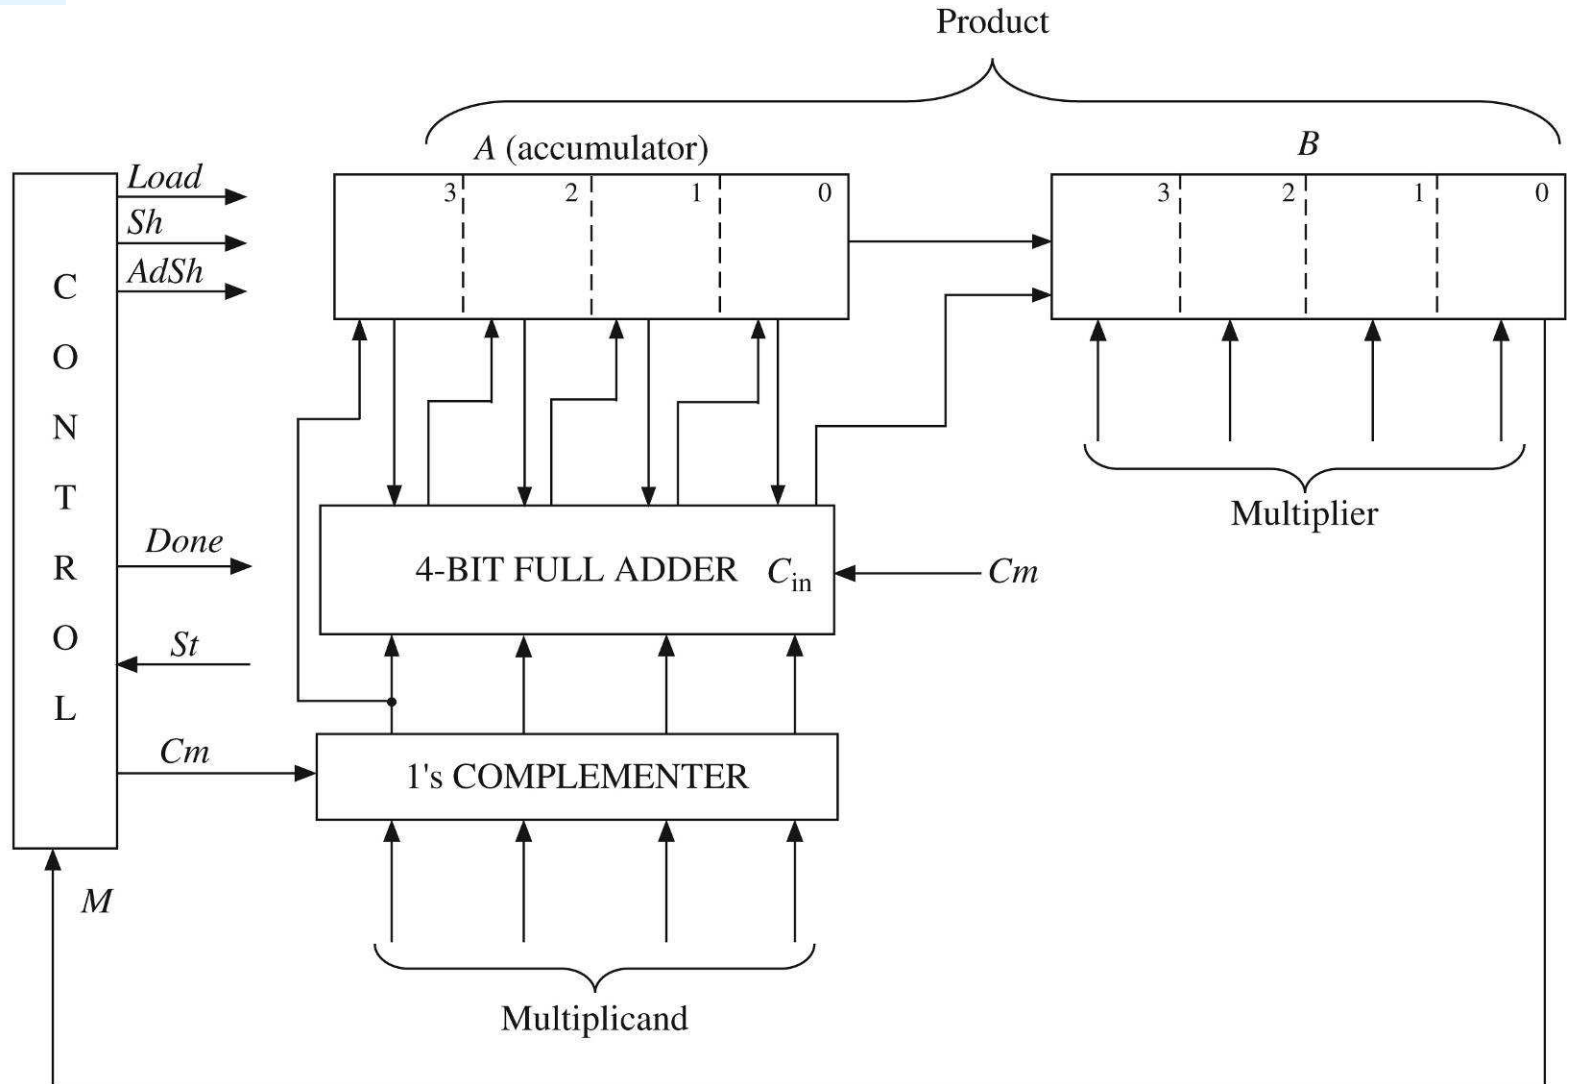 Product
A (accumulator)
B
Load
Sh
AdSh
3 2 1 0
3 2 1 0
CONTROL
Multiplier
Done
4-BIT FULL ADDER Cin
Cm
St
Cm
1's COMPLEMENTER
M
Multiplicand